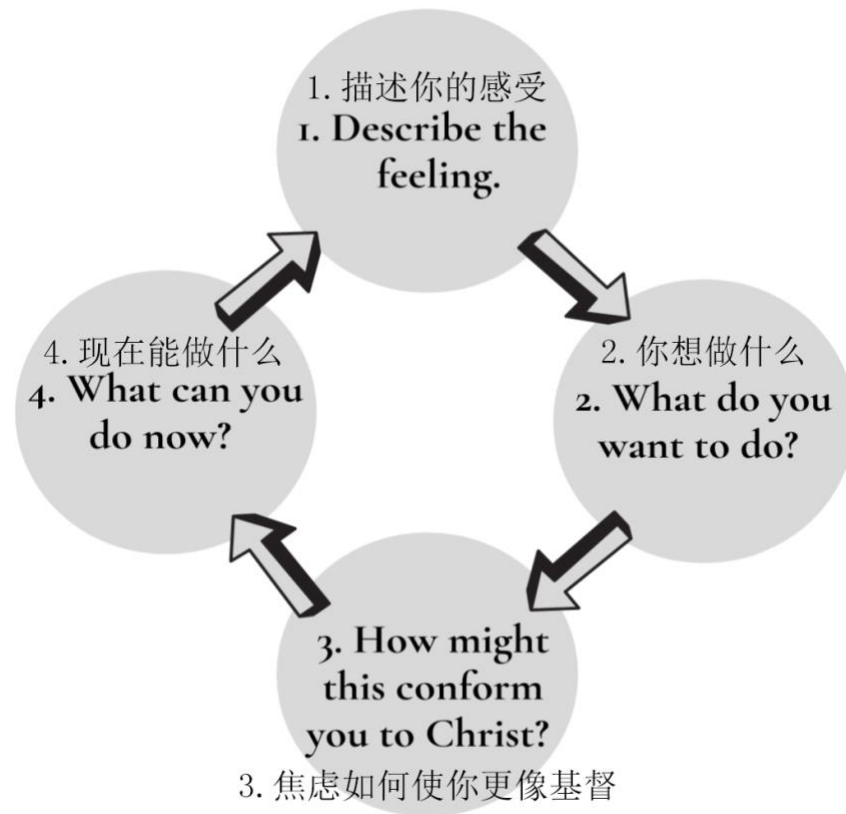 1. 描述你的感受
1. Describe the
feeling.
2. 你想做什么
2. What do you
want to do?
3. How might
this conform
you to Christ?
3. 焦虑如何使你更像基督
4. 现在能做什么
4. What can you
do now?